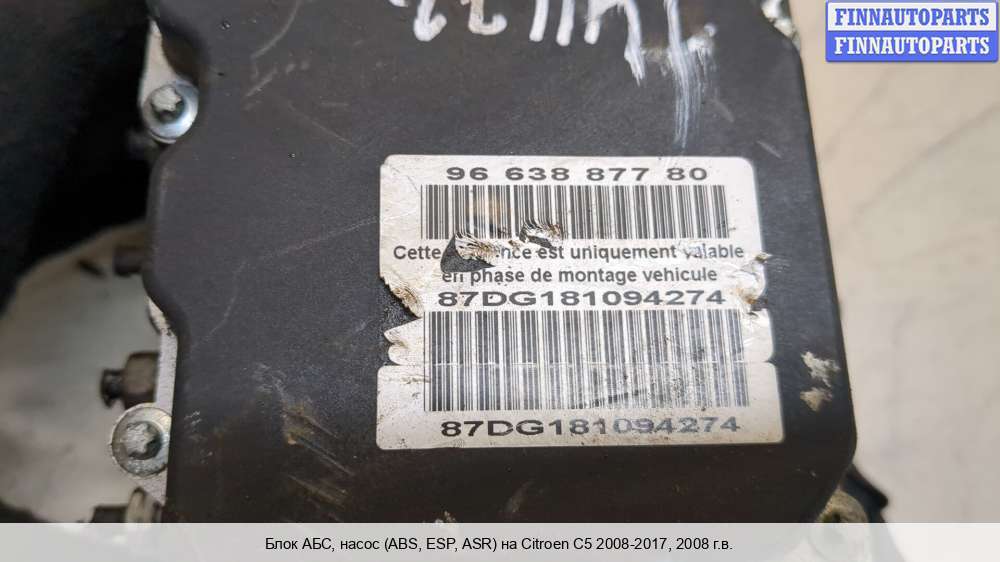 FINNAUTOPARTS
FINNAUTOPARTS
96 638 877 80
Cette est uniquement valable
en phase de montage vehicule
87DG181094274
87DG181094274
Блок АБС, насос (ABS, ESP, ASR) на Citroen C5 2008-2017, 2008 г.в.